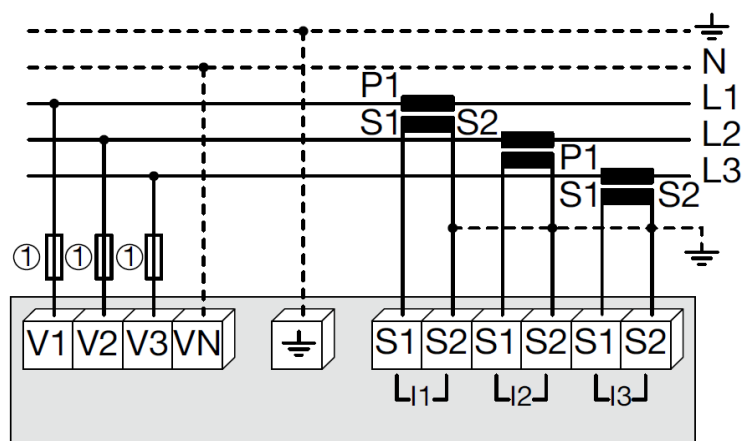 N
P1 L1
S1 S2 L2
P1
L3
S1 S2
① ① ①
V1 V2 V3 VN S1 S2 S1 S2 S1 S2
I1 I2 I3